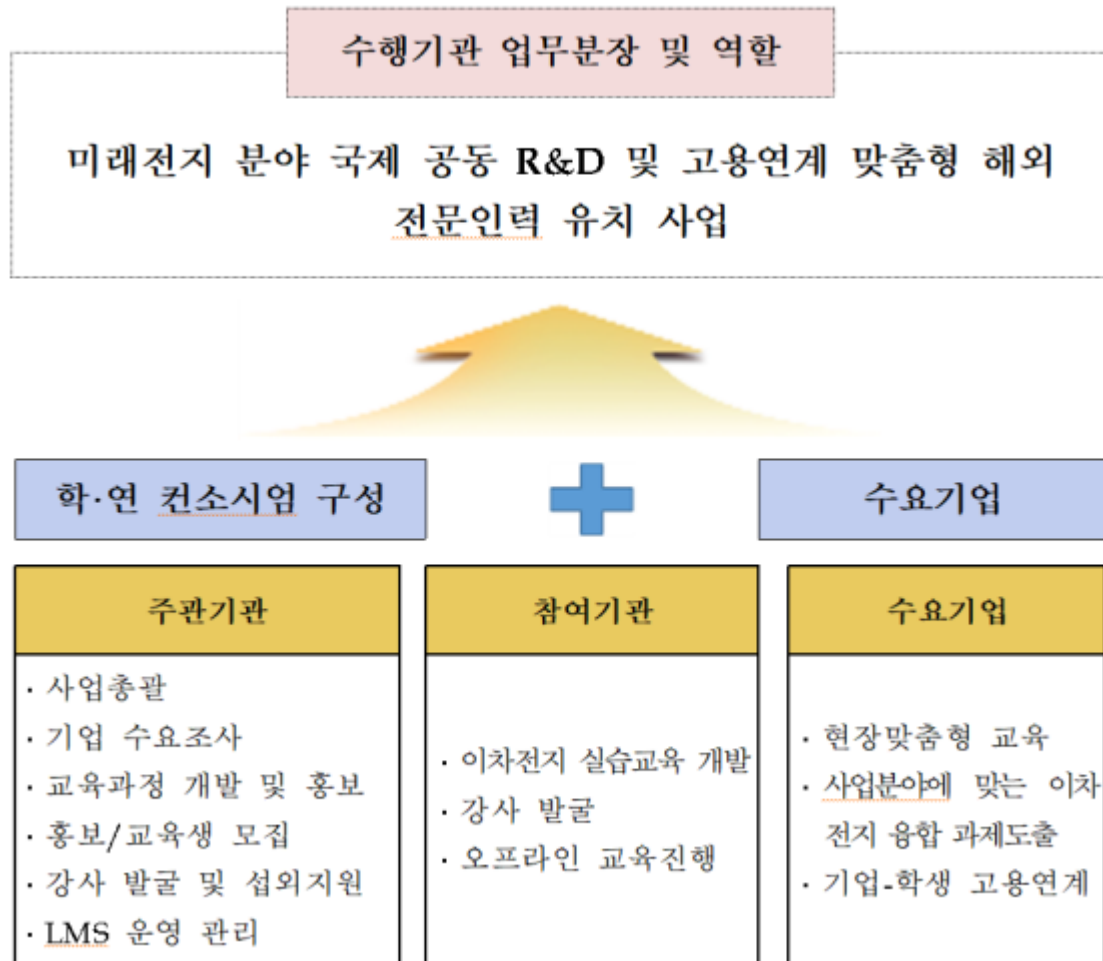 수행기관 업무분장 및 역할
미래전지 분야 국제 공동 R&D 및 고용연계 맞춤형 해외
전문인력 유치 사업
학·연 컨소시엄 구성
수요기업
주관기관
· 사업총괄
· 기업 수요조사
· 교육과정 개발 및 홍보
· 홍보/교육생 모집
· 강사 발굴 및 섭외지원
· LMS 운영 관리
참여기관
· 이차전지 실습교육 개발
· 강사 발굴
· 오프라인 교육진행
수요기업
· 현장맞춤형 교육
· 사업분야에 맞는 이차
전지 융합 과제도출
· 기업-학생 고용연계